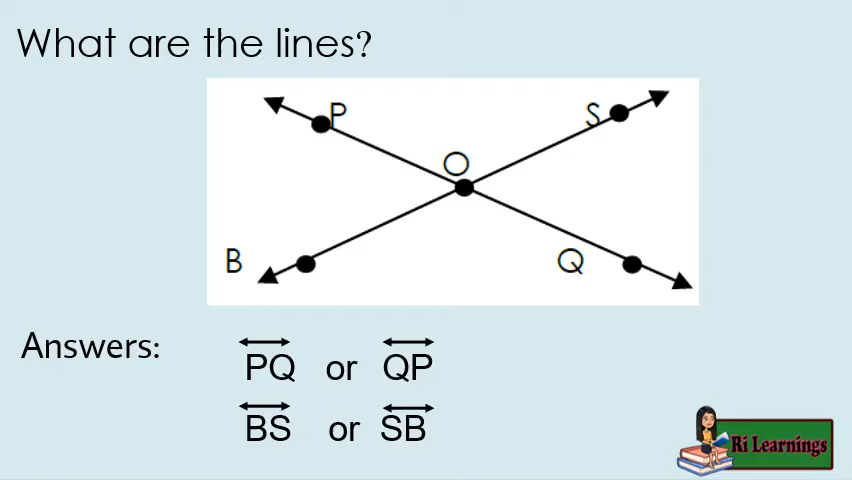 What are the lines?
P
S
O
B
Q
Answers:
PQ or QP
BS or SB
Ri Learnings